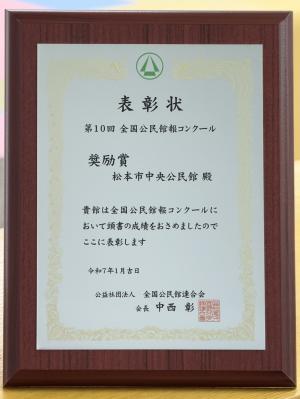 表彰状
第10回 全国公民館報コンクール
奨励賞
松本市中央公民館 殿
貴館は全国公民館報コンクールに
おいて頭書の成績をおさめましたので
ここに表彰します
令和7年1月吉日
公益社団法人 全国公民館連合会
会長 中西 彰